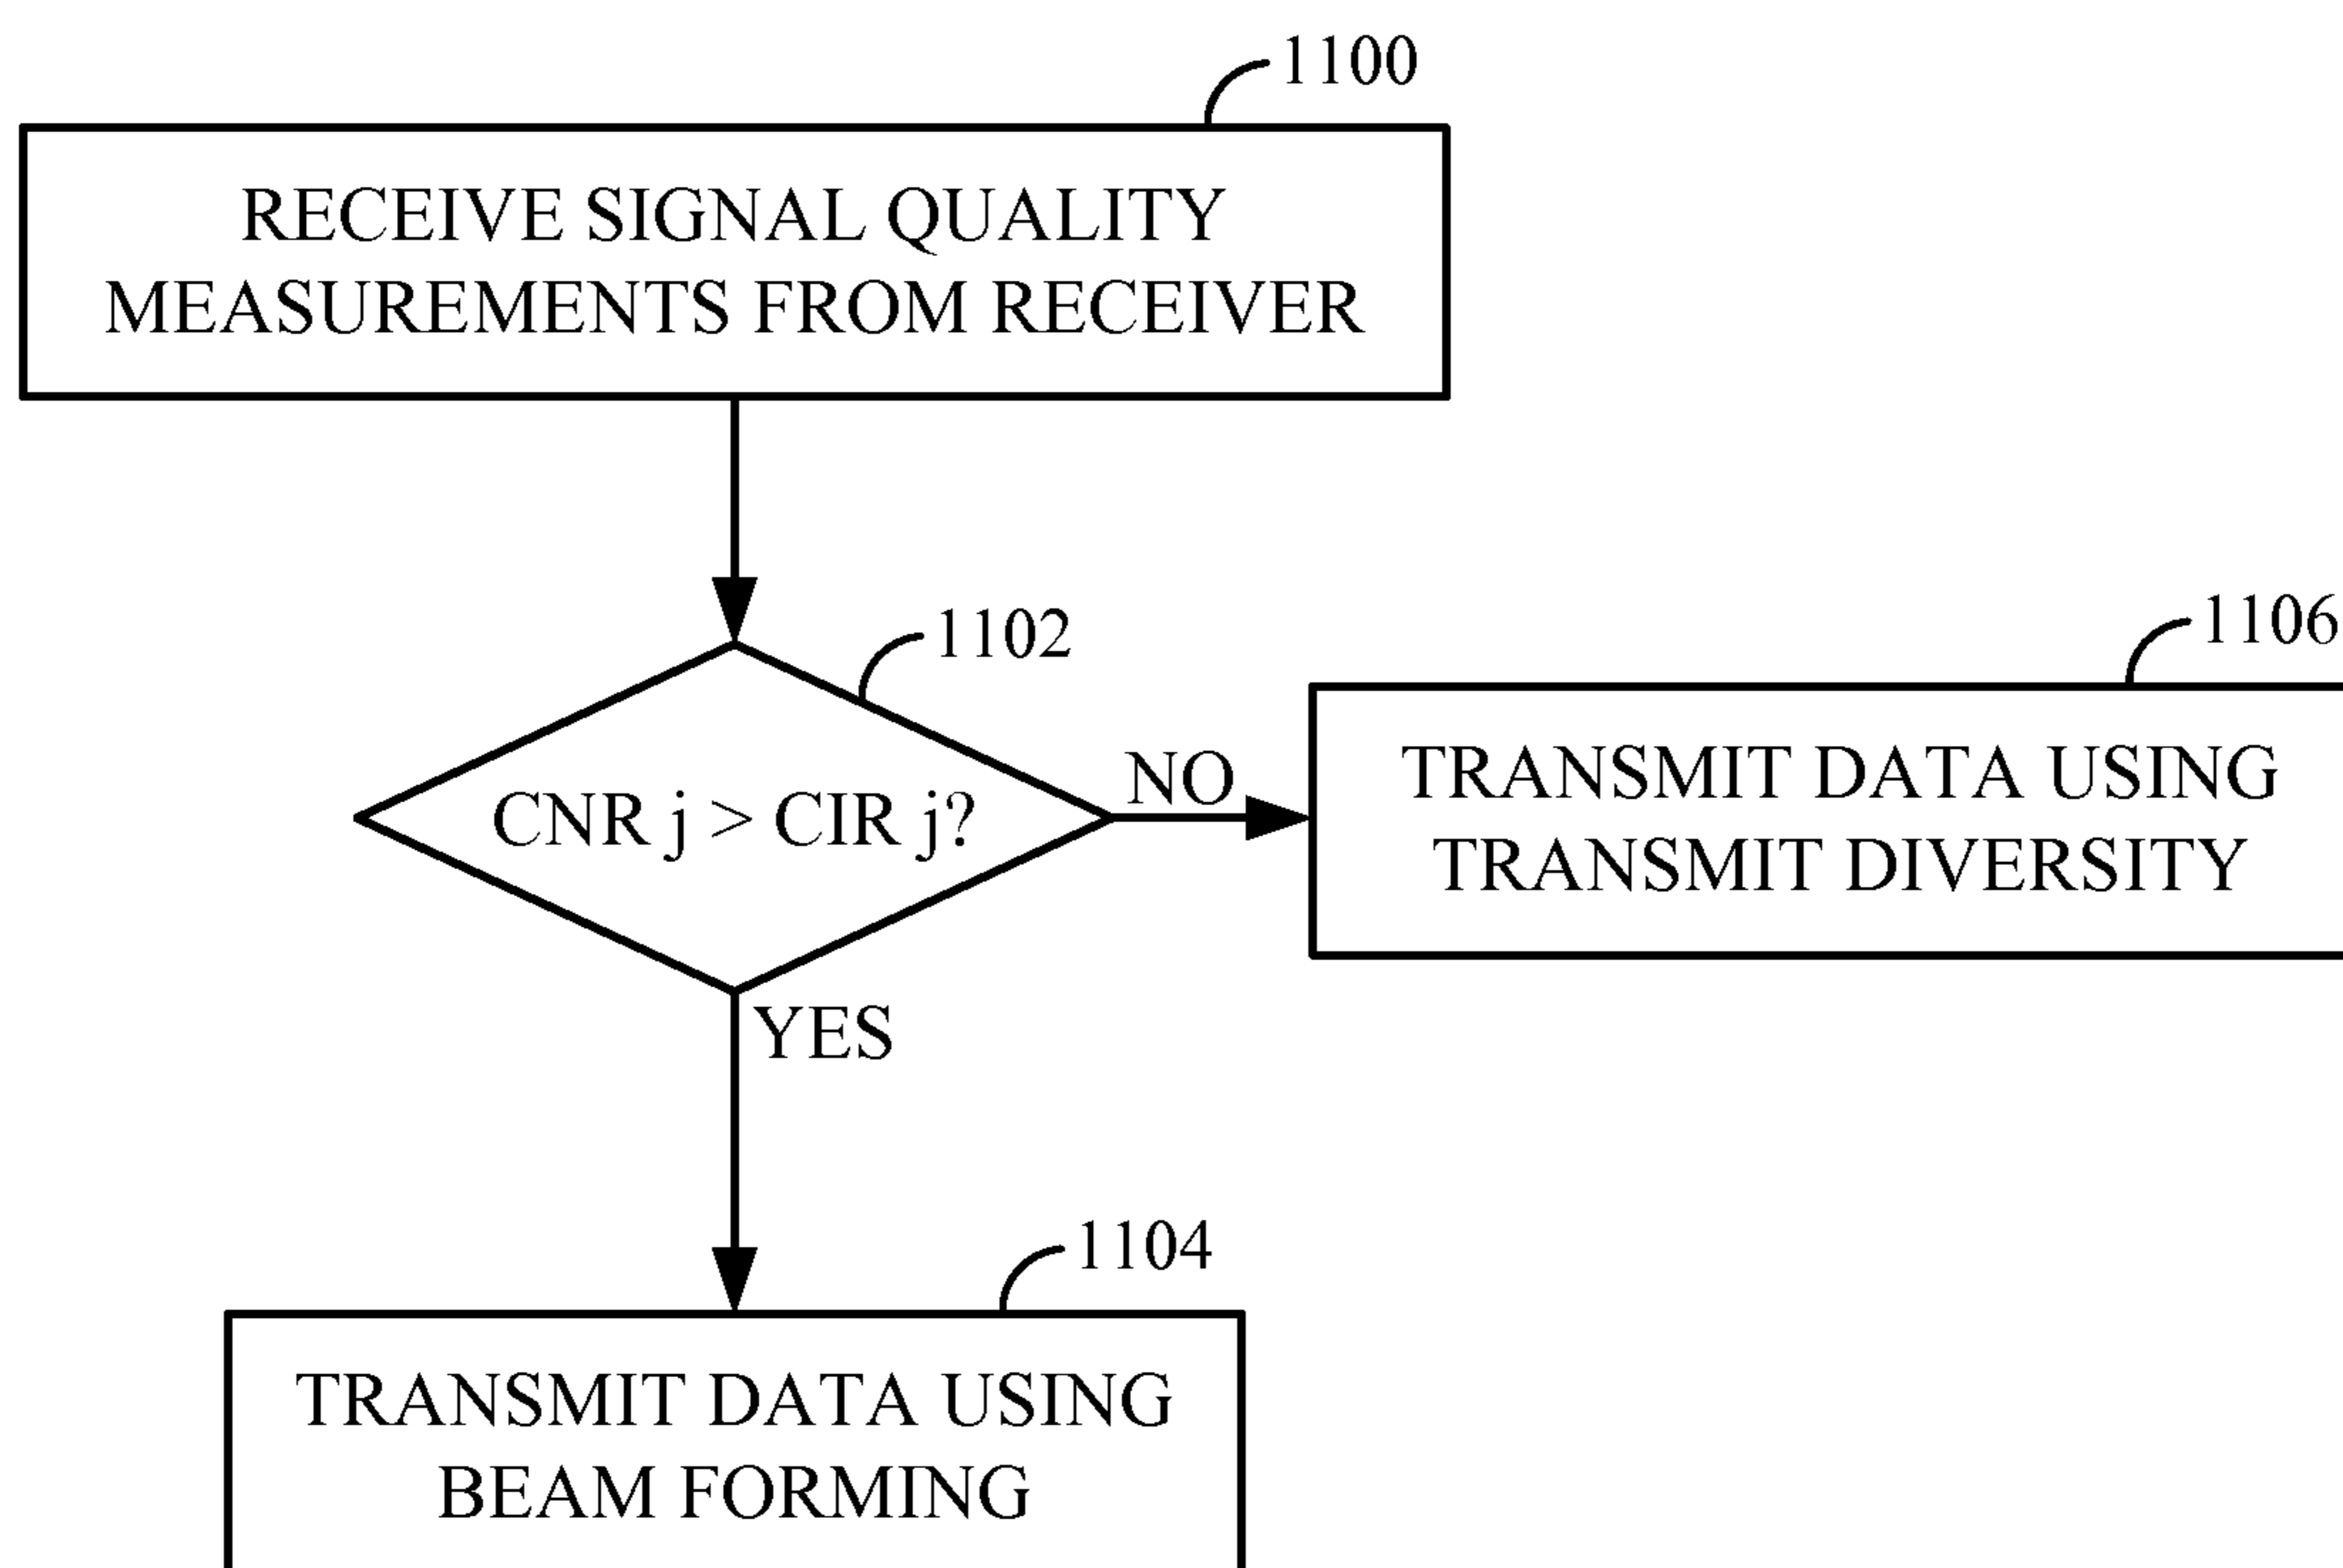 1100
RECEIVE SIGNAL QUALITY
MEASUREMENTS FROM RECEIVER
1102
CNR j > CIR j?
NO
1106
TRANSMIT DATA USING
TRANSMIT DIVERSITY
YES
1104
TRANSMIT DATA USING
BEAM FORMING